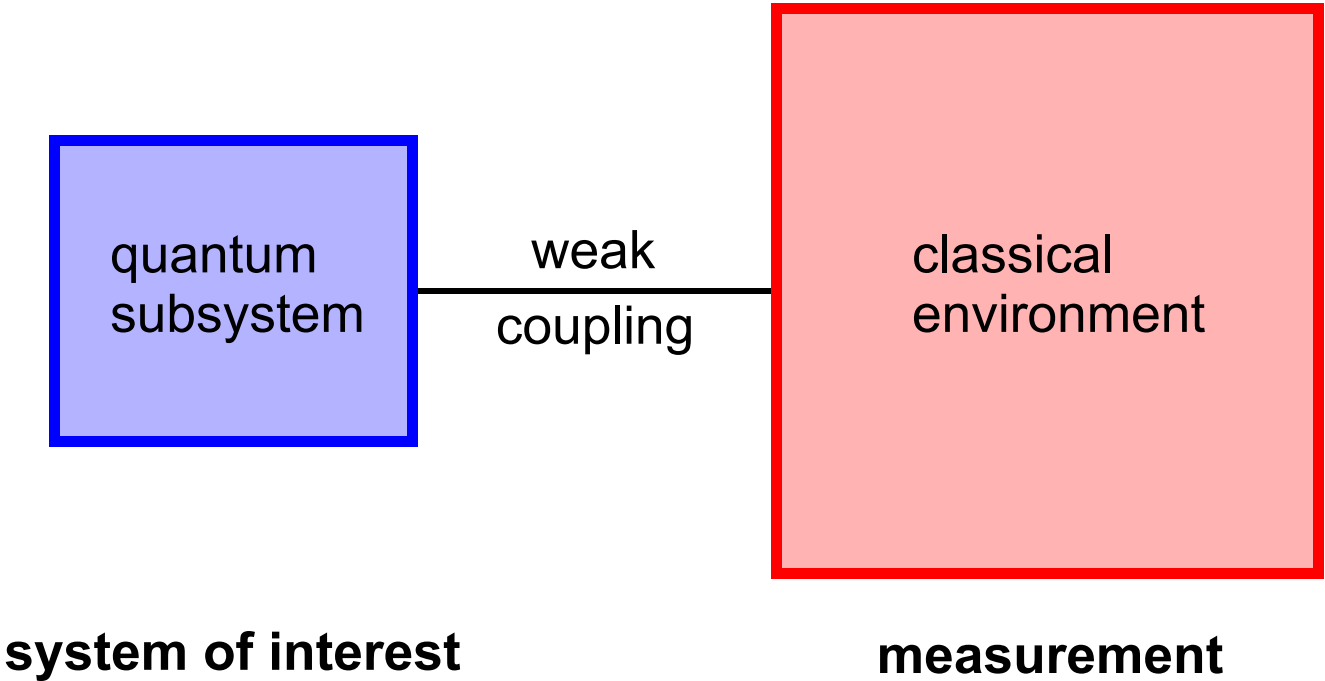 quantum
subsystem
weak
coupling
classical
environment
system of interest
measurement